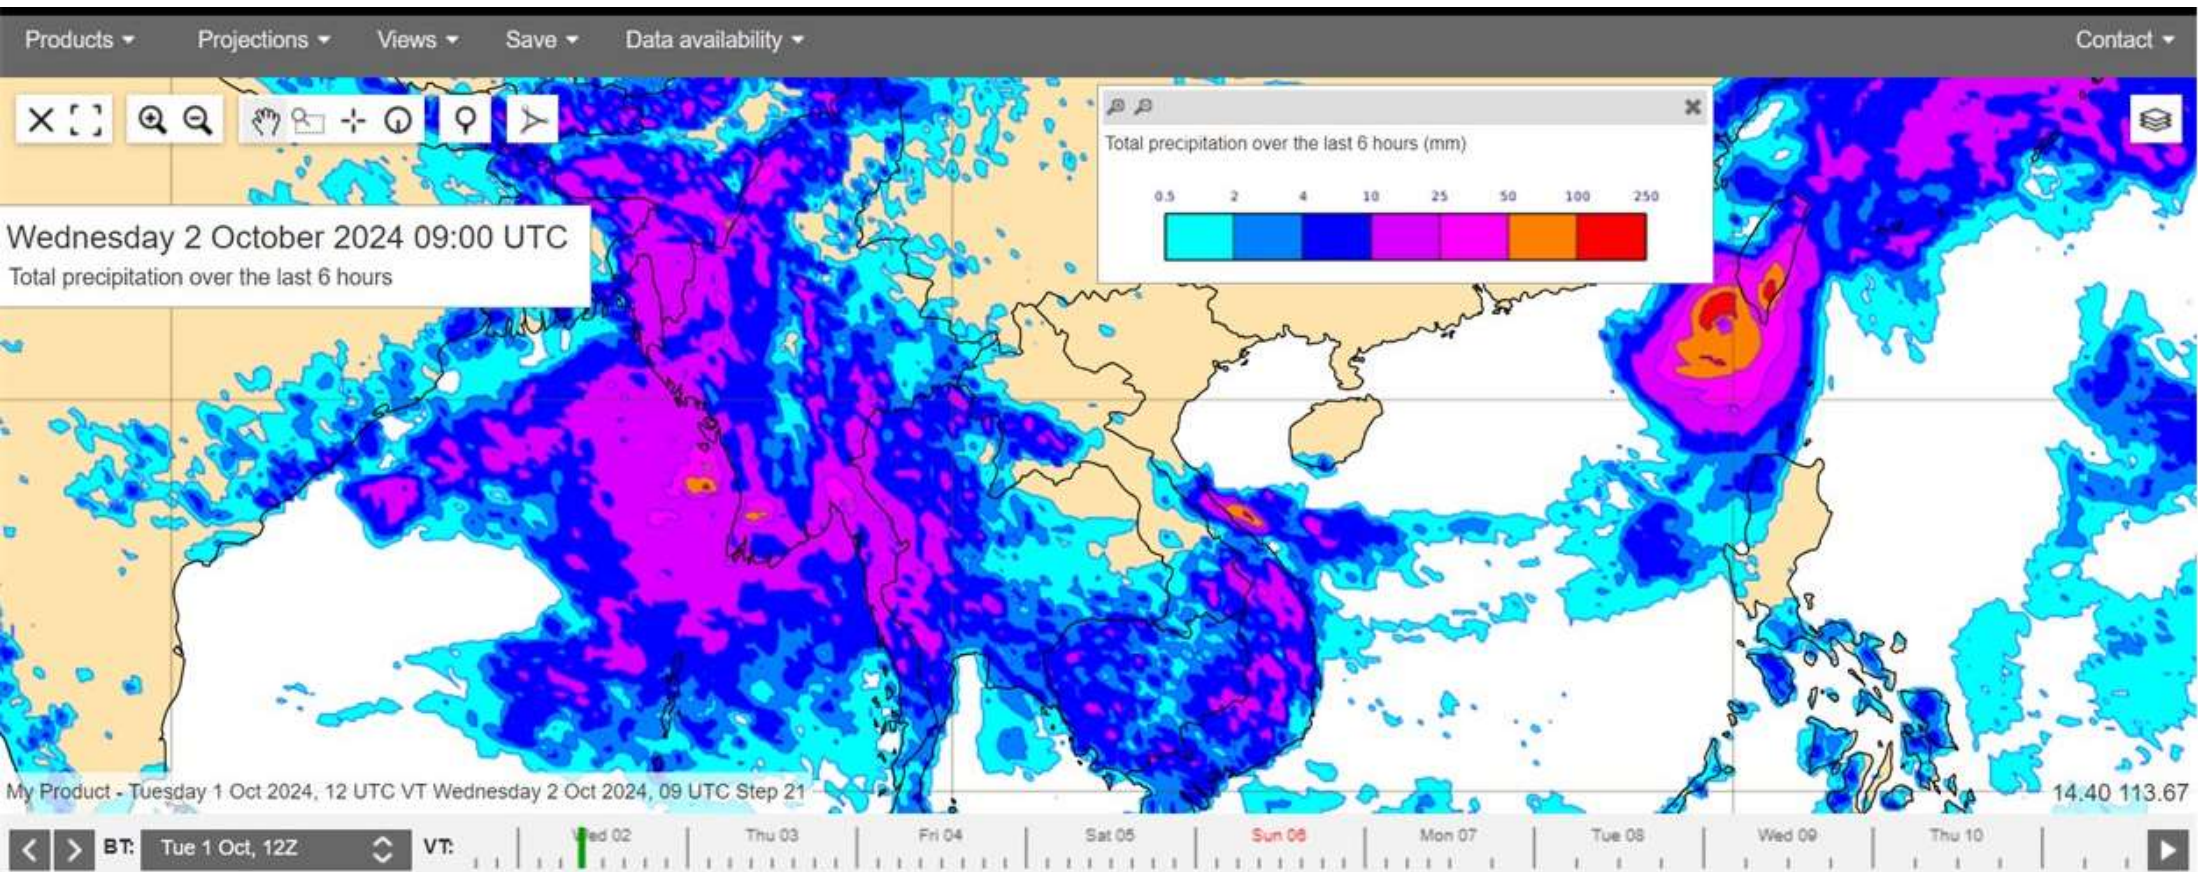 Products Projections Views Save Data availability Contact
Total precipitation over the last 6 hours (mm)
0.5 2 4 10 25 50 100 250
Wednesday 2 October 2024 09:00 UTC
Total precipitation over the last 6 hours
My Product - Tuesday 1 Oct 2024, 12 UTC VT Wednesday 2 Oct 2024, 09 UTC Step 21
14.40 113.67
BT: Tue 1 Oct, 12Z VT: Wed 02 Thu 03 Fri 04 Sat 05 Sun 06 Mon 07 Tue 08 Wed 09 Thu 10